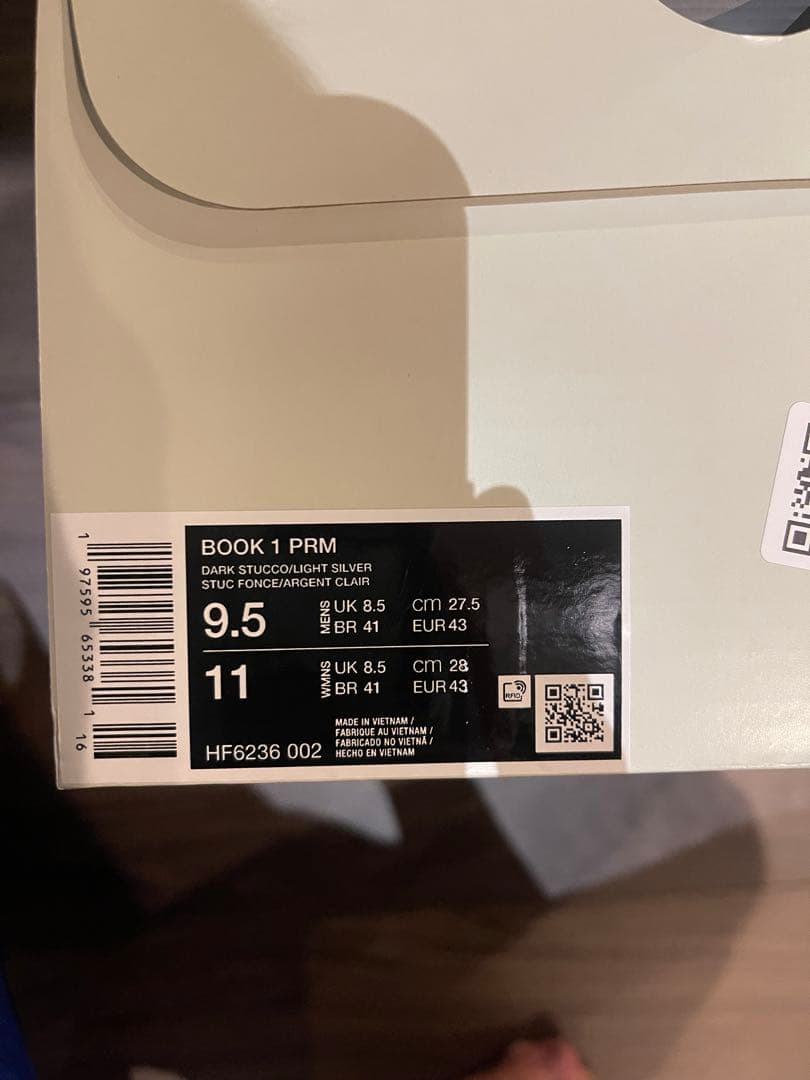 BOOK 1 PRM
DARK STUCCO/LIGHT SILVER
STUC FONCE/ARGENT CLAIR
9.5 MENS UK 8.5 cm 27.5
BR 41 EUR 43
11 WMNS UK 8.5 cm 28
BR 41 EUR 43
RFID
HF6236 002
MADE IN VIETNAM /
FABRIQUE AU VIETNAM /
FABRICADO NO VIETNÃ /
HECHO EN VIETNAM
1 97595 65338 1 16